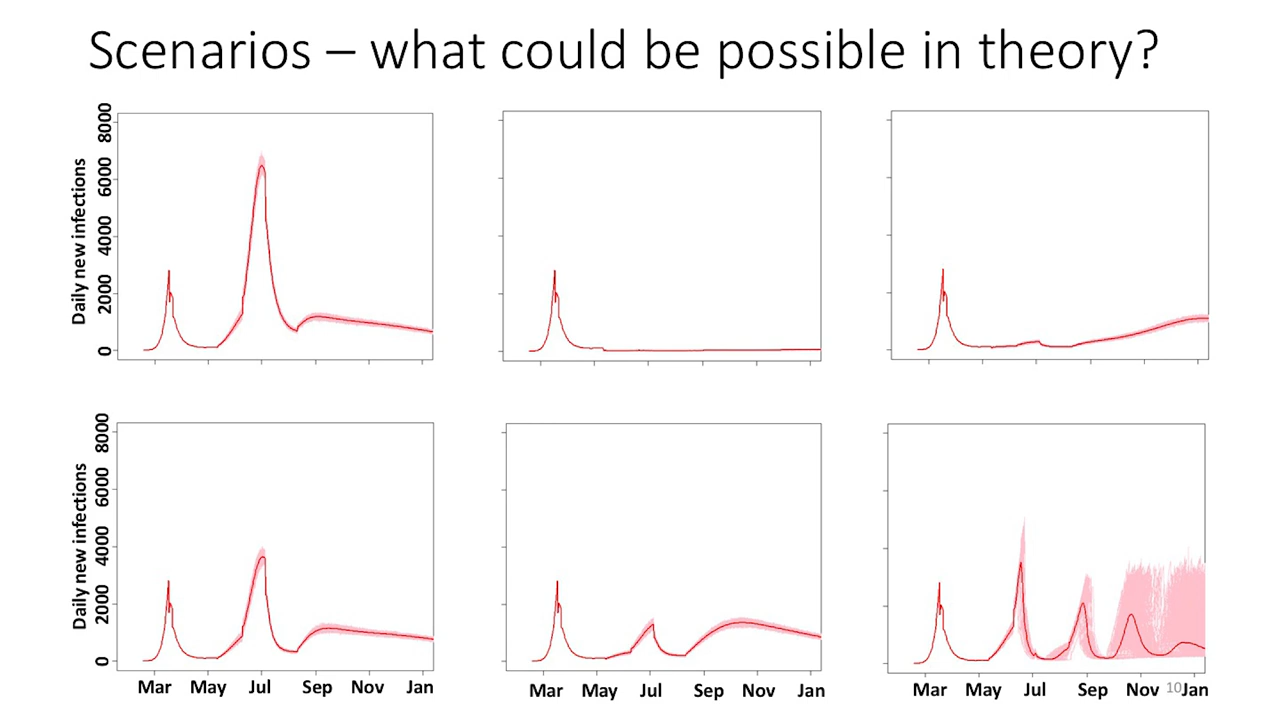 Scenarios – what could be possible in theory?
Daily new infections
8000
6000
4000
2000
0
Daily new infections
8000
6000
4000
2000
0
Mar May Jul Sep Nov Jan
Mar May Jul Sep Nov Jan
Mar May Jul Sep Nov 10 Jan